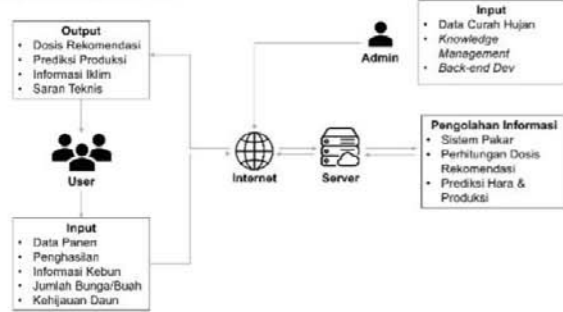 Output
• Dosis Rekomendasi
• Prediksi Produksi
• Informasi Iklim
• Saran Teknis
User
Input
• Data Panen
• Penghasilan
• Informasi Kebun
• Jumlah Bunga/Buah
• Kehijauan Daun
Internet
Server
Admin
Input
• Data Curah Hujan
• Knowledge
Management
• Back-end Dev
Pengolahan Informasi
• Sistem Pakar
• Perhitungan Dosis
Rekomendasi
• Prediksi Hara &
Produksi